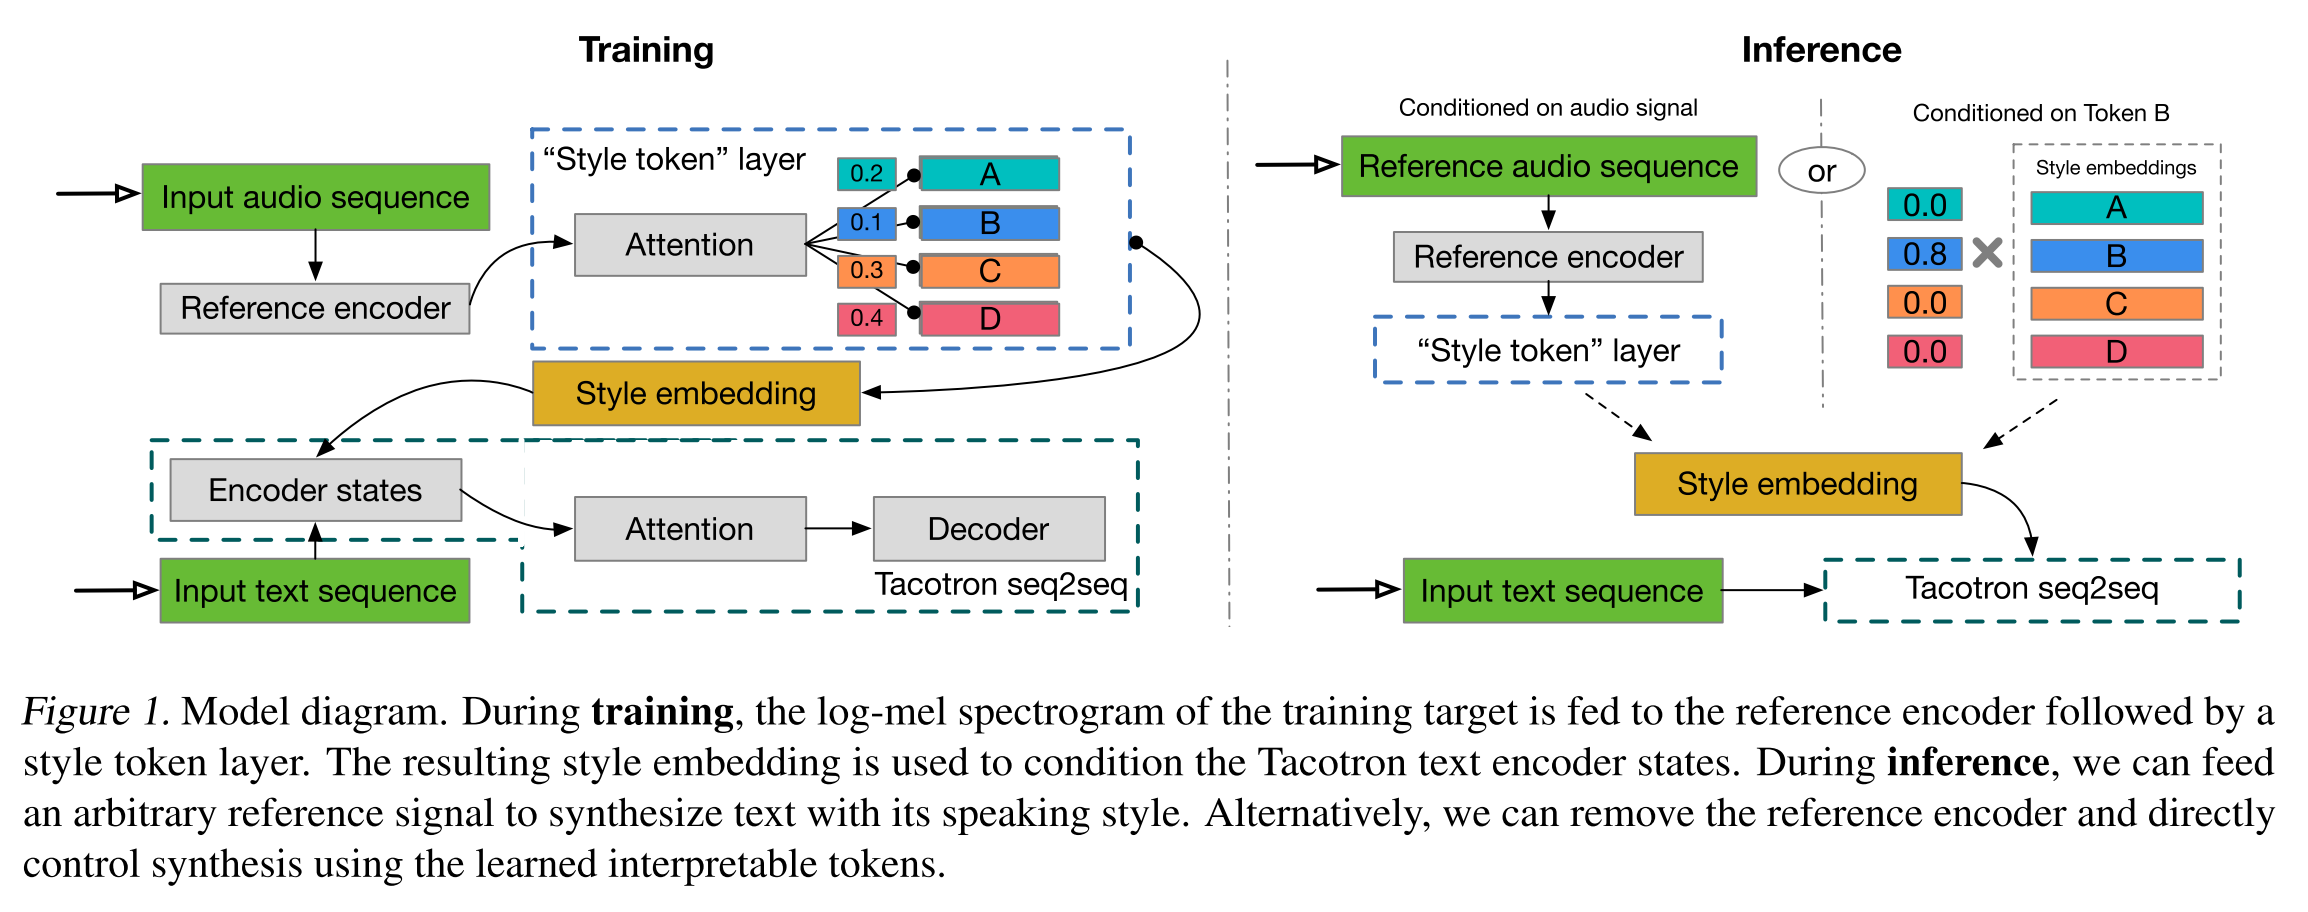 Training
Input audio sequence
Reference encoder
“Style token” layer
Attention
0.2 A
0.1 B
0.3 C
0.4 D
Style embedding
Encoder states
Attention
Decoder
Tacotron seq2seq
Input text sequence
Inference
Conditioned on audio signal
Reference audio sequence
Reference encoder
“Style token” layer
or
Conditioned on Token B
Style embeddings
0.0 A
0.8 B
0.0 C
0.0 D
Style embedding
Input text sequence
Tacotron seq2seq
Figure 1. Model diagram. During training, the log-mel spectrogram of the training target is fed to the reference encoder followed by a
style token layer. The resulting style embedding is used to condition the Tacotron text encoder states. During inference, we can feed
an arbitrary reference signal to synthesize text with its speaking style. Alternatively, we can remove the reference encoder and directly
control synthesis using the learned interpretable tokens.